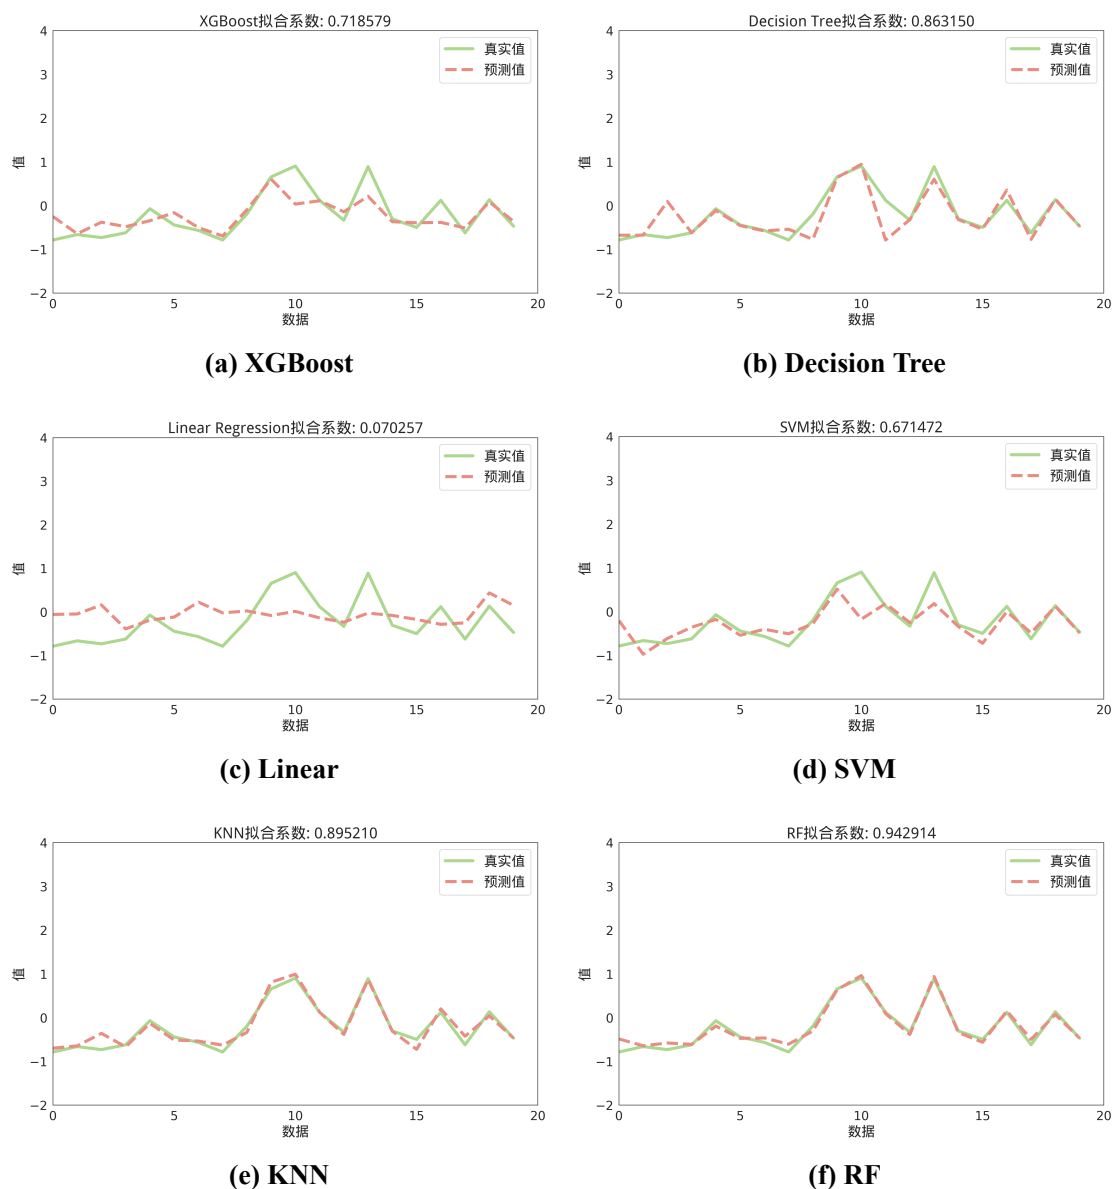 XGBoost拟合系数: 0.718579
4
3
2
1
0
−1
−2
值
真实值
预测值
0 5 10 15 20
数据
(a) XGBoost
Decision Tree拟合系数: 0.863150
4
3
2
1
0
−1
−2
值
真实值
预测值
0 5 10 15 20
数据
(b) Decision Tree
Linear Regression拟合系数: 0.070257
4
3
2
1
0
−1
−2
值
真实值
预测值
0 5 10 15 20
数据
(c) Linear
SVM拟合系数: 0.671472
4
3
2
1
0
−1
−2
值
真实值
预测值
0 5 10 15 20
数据
(d) SVM
KNN拟合系数: 0.895210
4
3
2
1
0
−1
−2
值
真实值
预测值
0 5 10 15 20
数据
(e) KNN
RF拟合系数: 0.942914
4
3
2
1
0
−1
−2
值
真实值
预测值
0 5 10 15 20
数据
(f) RF